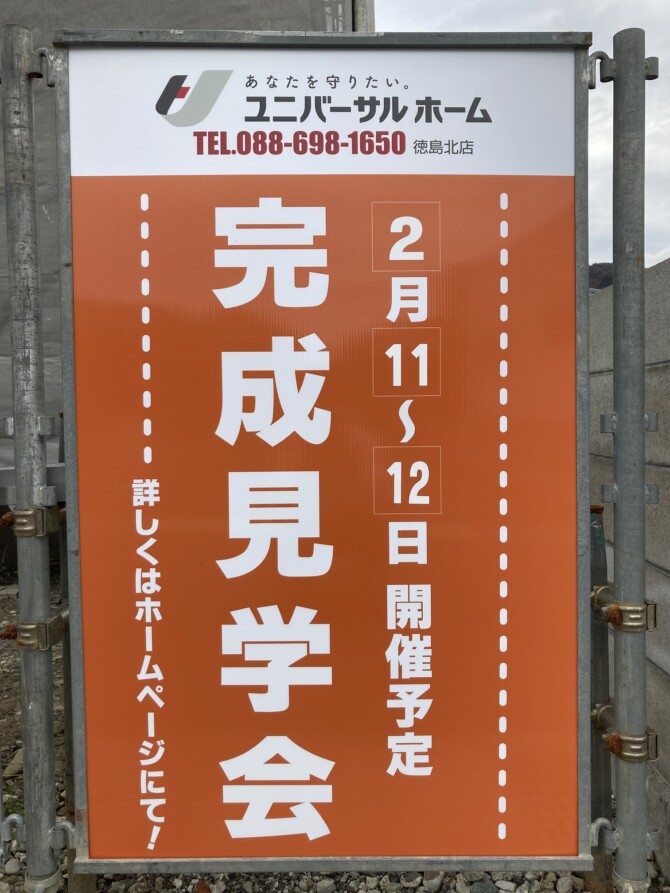 あなたを守りたい。
ユニバーサル ホーム
TEL.088-698-1650 徳島北店
2月11～12日 開催予定
完成見学会
詳しくはホームページにて!